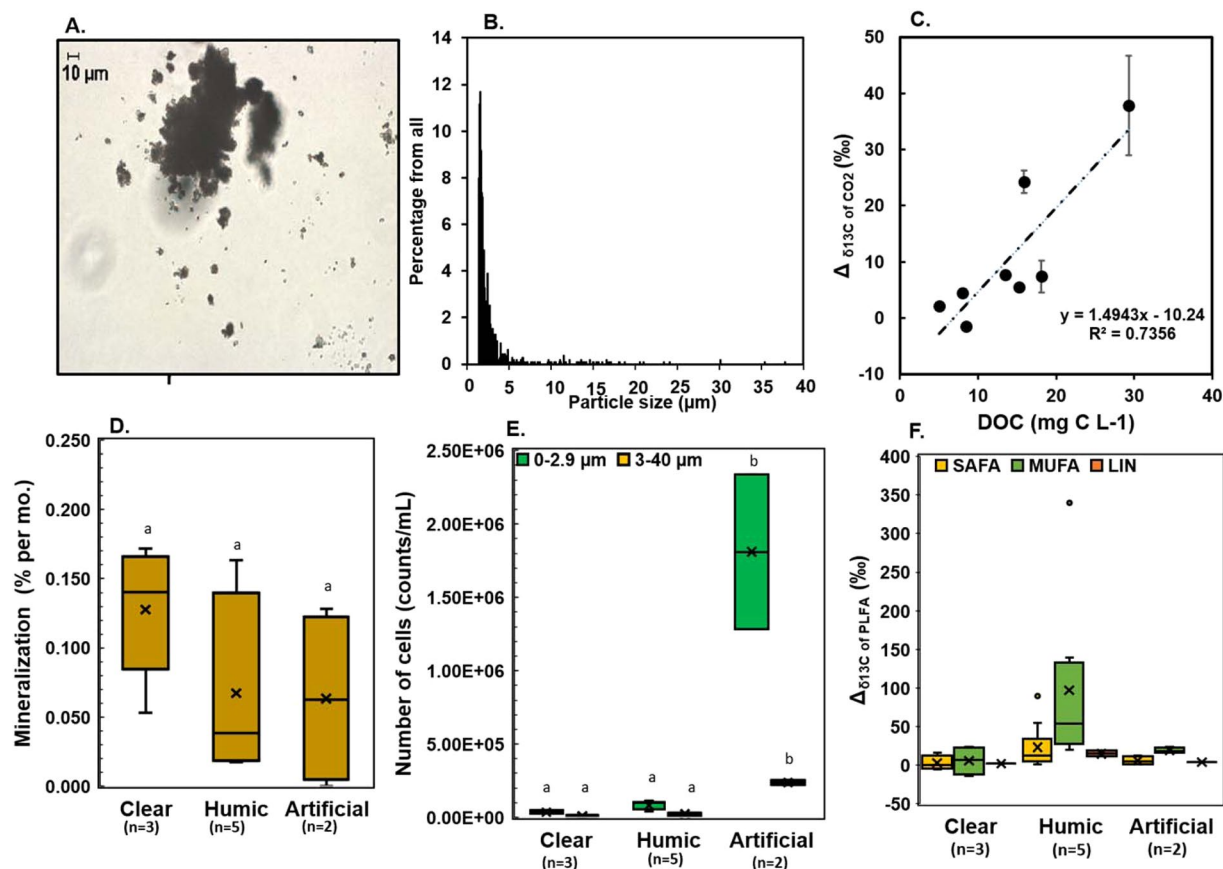 A.
10 µm
B.
Percentage from all
14
12
10
8
6
4
2
0
0 5 10 15 20 25 30 35 40
Particle size (µm)
C.
Δ δ13C of CO2 (‰)
50
40
30
20
10
0
-10
y = 1.4943x - 10.24
R² = 0.7356
0 10 20 30 40
DOC (mg C L-1)
D.
Mineralization (% per mo.)
0.250
0.200
0.150
0.100
0.050
0.000
a a a
Clear Humic Artificial
(n=3) (n=5) (n=2)
E.
Number of cells (counts/mL)
0-2.9 µm 3-40 µm
2.50E+06
2.00E+06
1.50E+06
1.00E+06
5.00E+05
0.00E+00
a a a a b b
Clear Humic Artificial
(n=3) (n=5) (n=2)
F.
Δδ13C of PLFA (‰)
SAFA MUFA LIN
400
350
300
250
200
150
100
50
0
-50
Clear Humic Artificial
(n=3) (n=5) (n=2)